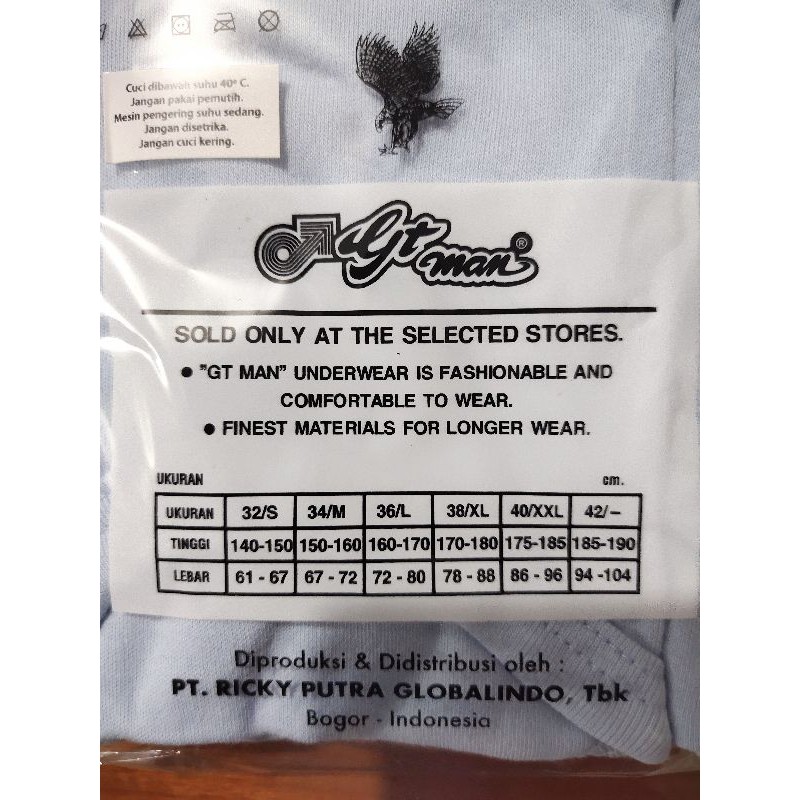 Cuci dibawah suhu 40° C.
Jangan pakai pemutih.
Mesin pengering suhu sedang.
Jangan disetrika.
Jangan cuci kering.
Gt man ®
SOLD ONLY AT THE SELECTED STORES.
● "GT MAN" UNDERWEAR IS FASHIONABLE AND
COMFORTABLE TO WEAR.
● FINEST MATERIALS FOR LONGER WEAR.
UKURAN cm.
UKURAN 32/S 34/M 36/L 38/XL 40/XXL 42/–
TINGGI 140-150 150-160 160-170 170-180 175-185 185-190
LEBAR 61 - 67 67 - 72 72 - 80 78 - 88 86 - 96 94 -104
Diproduksi & Didistribusi oleh :
PT. RICKY PUTRA GLOBALINDO, Tbk
Bogor - Indonesia